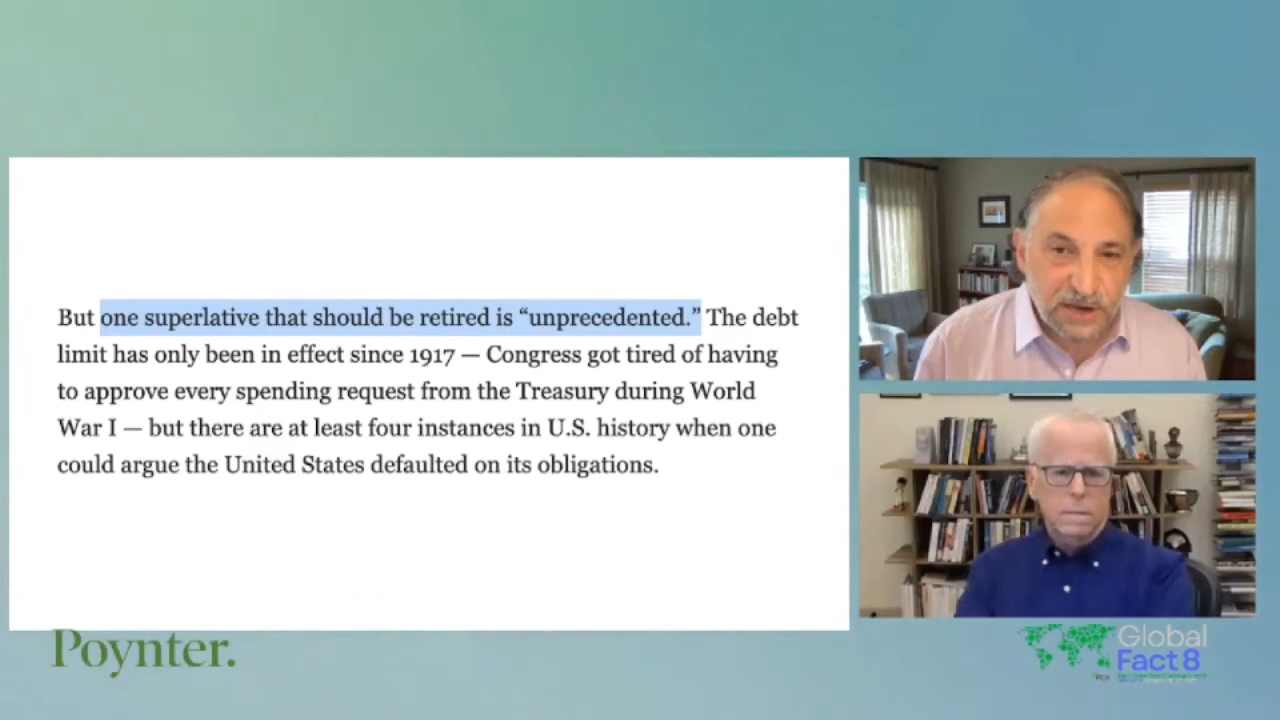 But one superlative that should be retired is “unprecedented.” The debt
limit has only been in effect since 1917 — Congress got tired of having
to approve every spending request from the Treasury during World
War I — but there are at least four instances in U.S. history when one
could argue the United States defaulted on its obligations.
Poynter.
Global
Fact 8